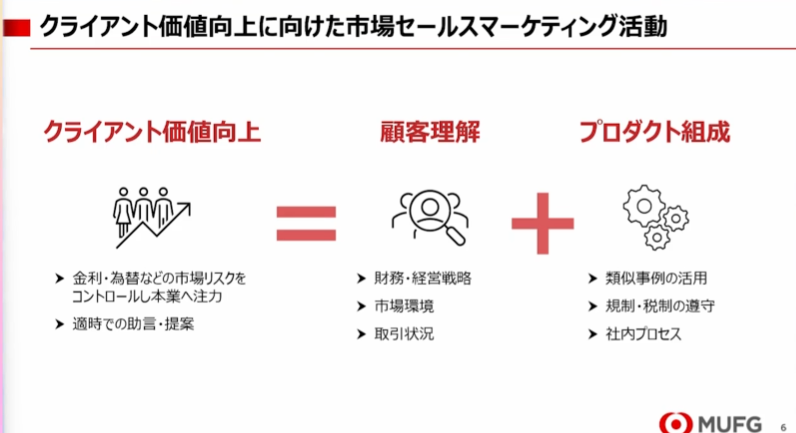 クライアント価値向上に向けた市場セールスマーケティング活動
クライアント価値向上
=
顧客理解
+
プロダクト組成
➤ 金利・為替などの市場リスクを
コントロールし本業へ注力
➤ 適時での助言・提案
➤ 財務・経営戦略
➤ 市場環境
➤ 取引状況
➤ 類似事例の活用
➤ 規制・税制の遵守
➤ 社内プロセス
MUFG
6